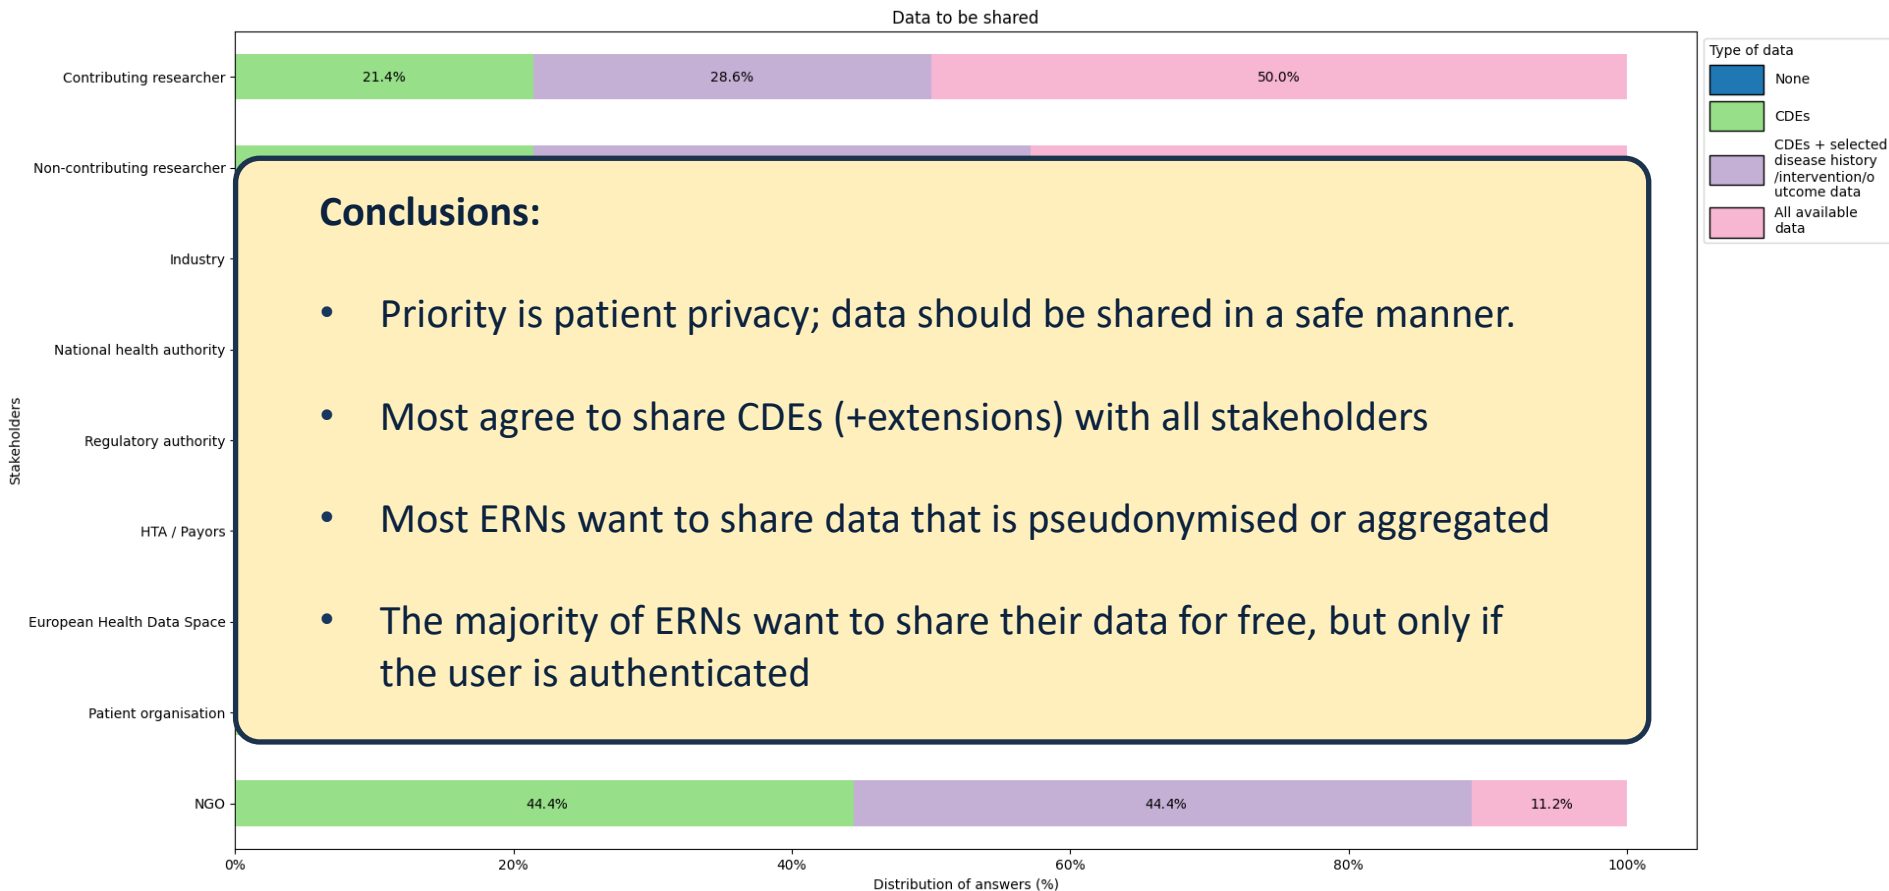 Data to be shared
Contributing researcher
21.4%
28.6%
50.0%
Non-contributing researcher
Industry
National health authority
Regulatory authority
HTA / Payors
European Health Data Space
Patient organisation
NGO
44.4%
44.4%
11.2%
Stakeholders
0%
20%
40%
60%
80%
100%
Distribution of answers (%)
Type of data
None
CDEs
CDEs + selected
disease history
/intervention/o
utcome data
All available
data
Conclusions:
• Priority is patient privacy; data should be shared in a safe manner.
• Most agree to share CDEs (+extensions) with all stakeholders
• Most ERNs want to share data that is pseudonymised or aggregated
• The majority of ERNs want to share their data for free, but only if
the user is authenticated